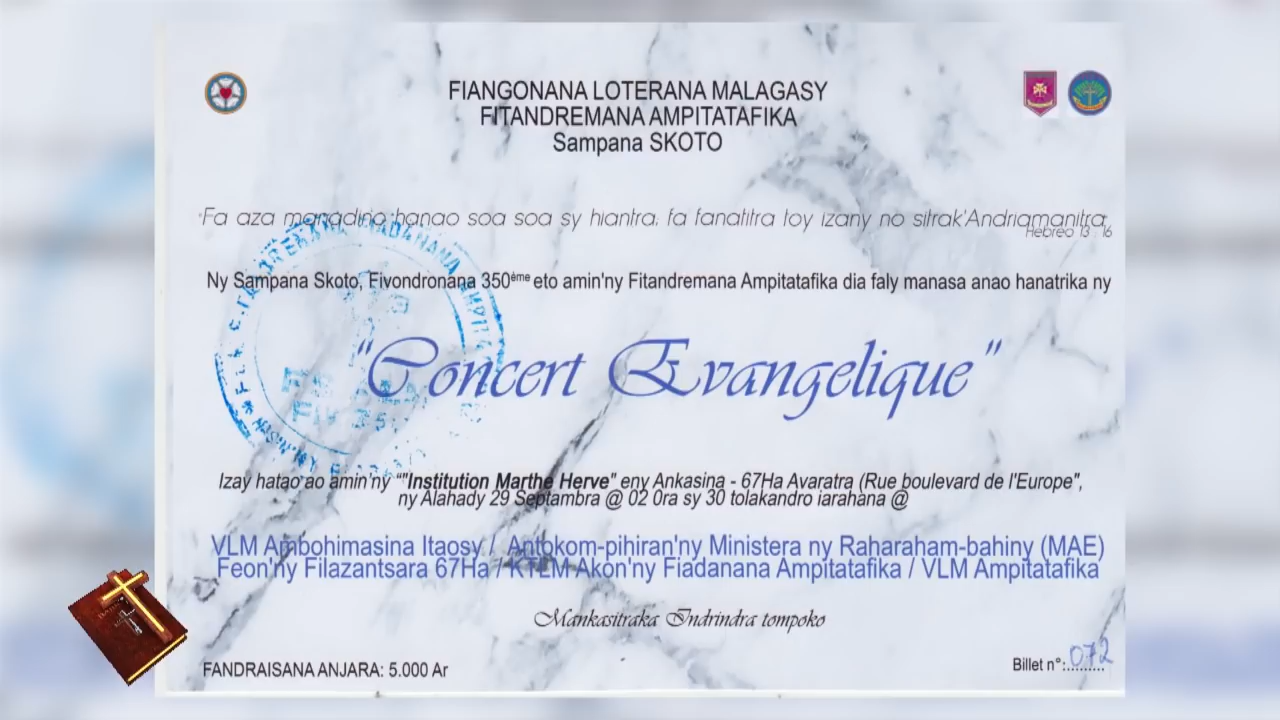 FIANGONANA LOTERANA MALAGASY
FITANDREMANA AMPITATAFIKA
Sampana SKOTO
"Fa aza manadino hanao soa soa sy hiantra, fa fanatitra toy izany no sitrak'Andriamanitra,
Hebreo 13 : 16
Ny Sampana Skoto, Fivondronana 350ème eto amin'ny Fitandremana Ampitatafika dia faly manasa anao hanatrika ny
"Concert Evangelique"
Izay hatao ao amin'ny ""Institution Marthe Herve" eny Ankasina - 67Ha Avaratra (Rue boulevard de l'Europe",
ny Alahady 29 Septambra @ 02 0ra sy 30 tolakandro iarahana @
VLM Ambohimasina Itaosy / Antokom-pihiran'ny Ministera ny Raharaham-bahiny (MAE)
Feon'ny Filazantsara 67Ha / KTLM Akon'ny Fiadanana Ampitatafika / VLM Ampitatafika
Mankasitraka Indrindra tompoko
FANDRAISANA ANJARA: 5.000 Ar
Billet n°:072